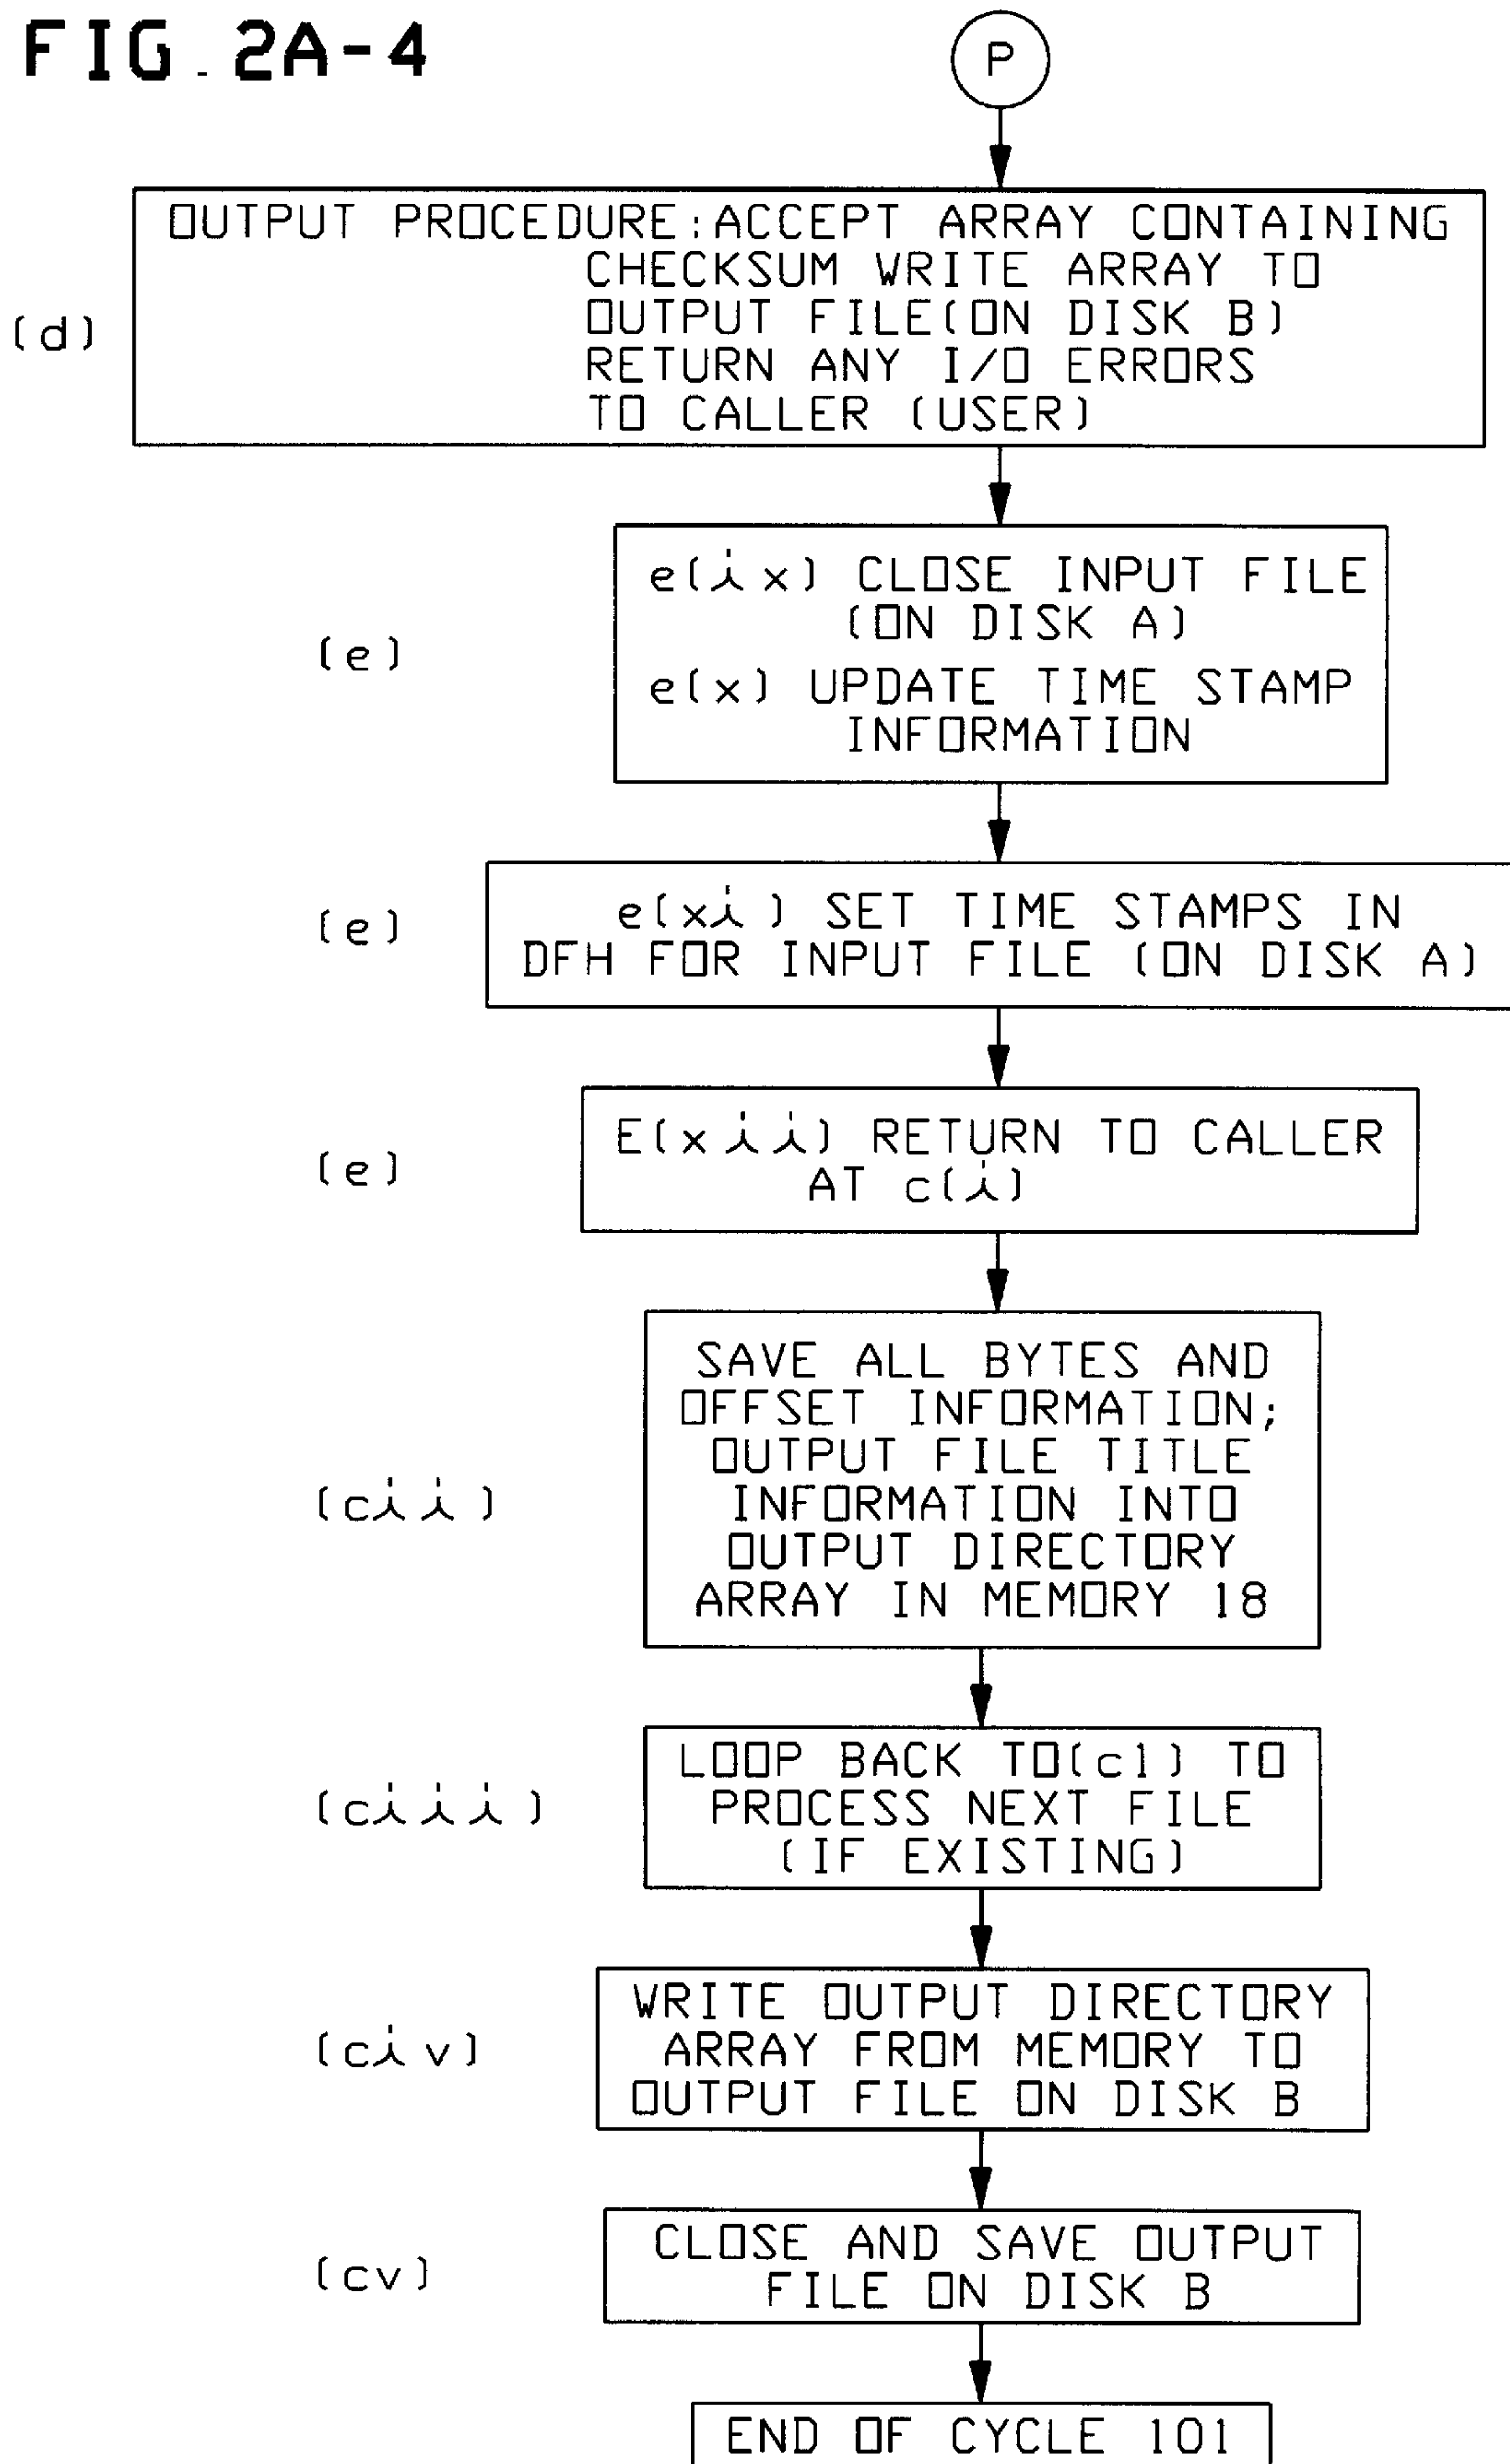 FIG. 2A-4
P
OUTPUT PROCEDURE:ACCEPT ARRAY CONTAINING
CHECKSUM WRITE ARRAY TO
OUTPUT FILE(ON DISK B)
RETURN ANY I/O ERRORS
TO CALLER (USER)
(d)
e(ix) CLOSE INPUT FILE
(ON DISK A)
(e)
e(x) UPDATE TIME STAMP
INFORMATION
e(xi) SET TIME STAMPS IN
(e)
DFH FOR INPUT FILE (ON DISK A)
E(xii) RETURN TO CALLER
(e)
AT c(i)
SAVE ALL BYTES AND
OFFSET INFORMATION;
OUTPUT FILE TITLE
(cii)
INFORMATION INTO
OUTPUT DIRECTORY
ARRAY IN MEMORY 18
LOOP BACK TO(c1) TO
(ciii)
PROCESS NEXT FILE
(IF EXISTING)
WRITE OUTPUT DIRECTORY
(civ)
ARRAY FROM MEMORY TO
OUTPUT FILE ON DISK B
CLOSE AND SAVE OUTPUT
(cv)
FILE ON DISK B
END OF CYCLE 101